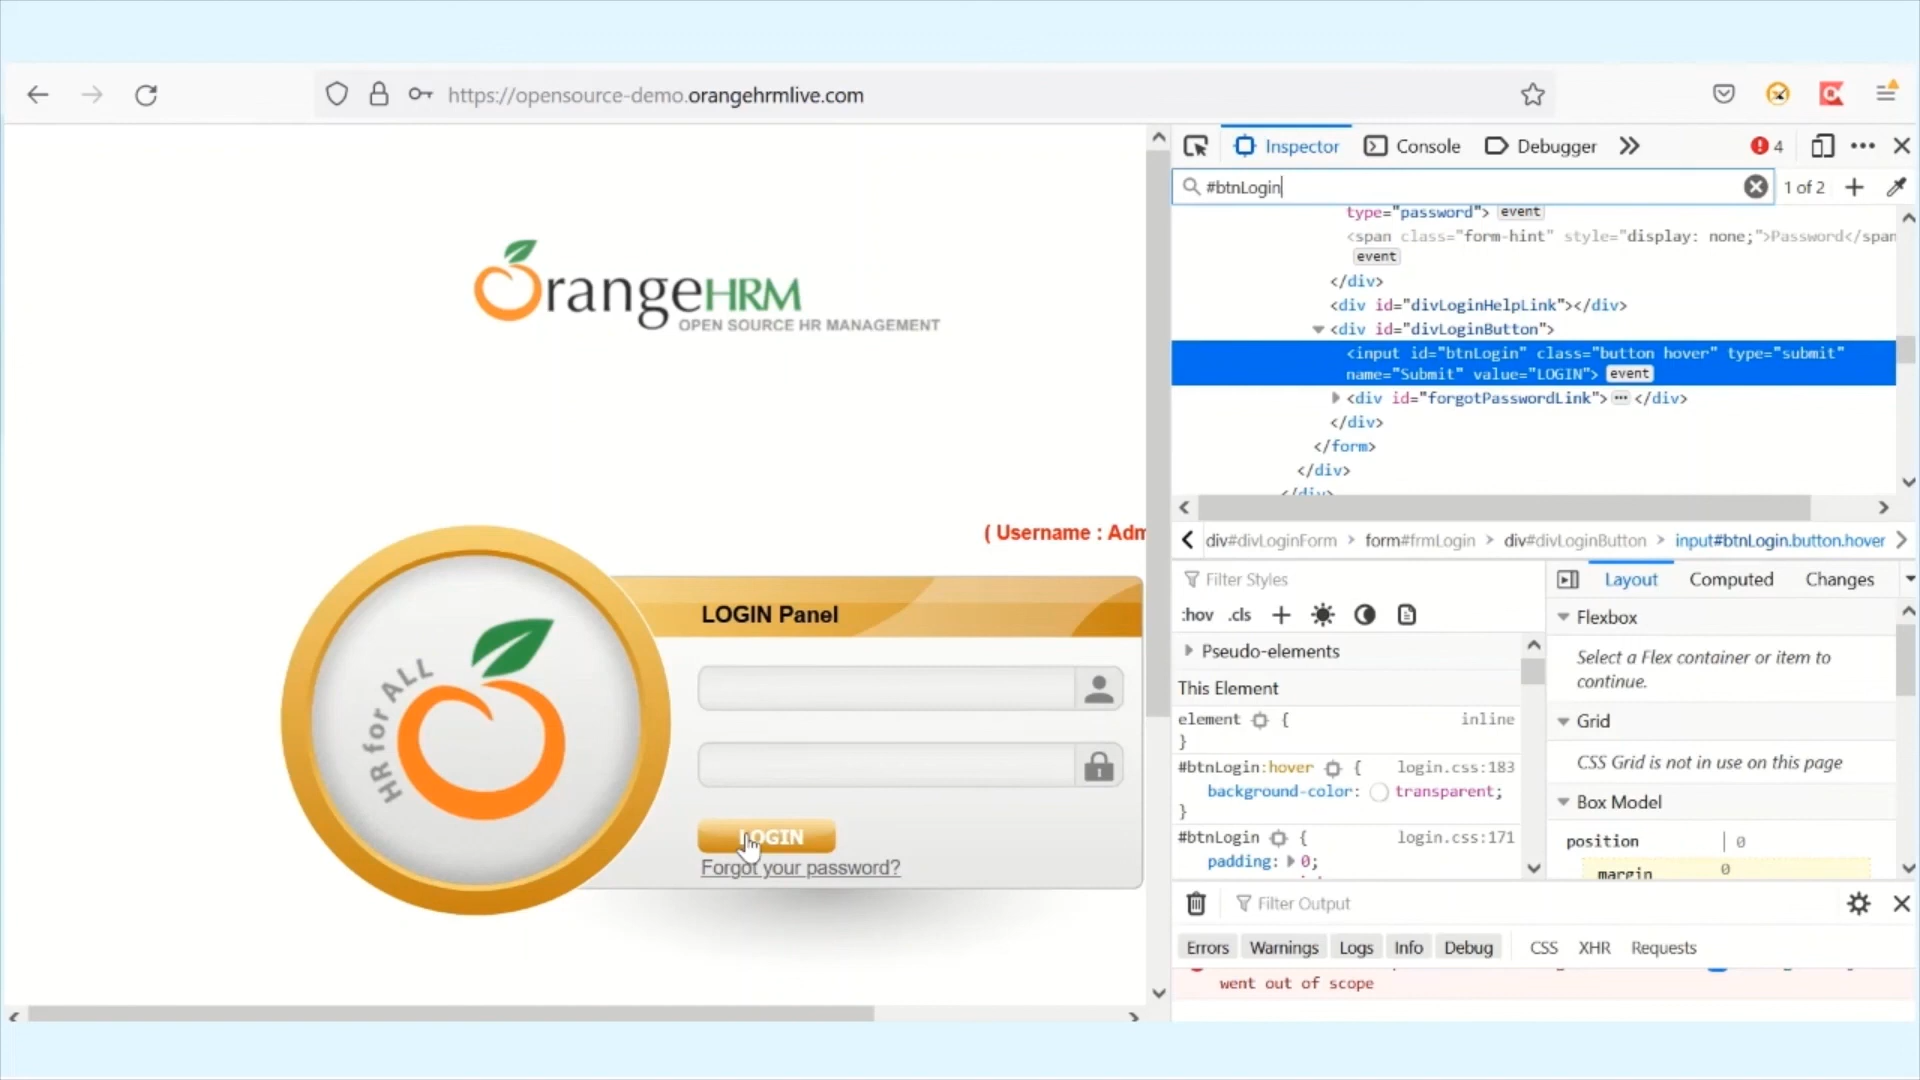 https://opensource-demo.orangehrmlive.com
OrangeHRM
OPEN SOURCE HR MANAGEMENT
( Username : Adm
HR for ALL
LOGIN Panel
LOGIN
Forgot your password?
Inspector
Console
Debugger
4
#btnLogin
1 of 2
type="password"> event
<span class="form-hint" style="display: none;">Password</span
event
</div>
<div id="divLoginHelpLink"></div>
<div id="divLoginButton">
<input id="btnLogin" class="button hover" type="submit"
name="Submit" value="LOGIN"> event
<div id="forgotPasswordLink"> ••• </div>
</div>
</form>
</div>
</div>
div#divLoginForm > form#frmLogin > div#divLoginButton > input#btnLogin.button.hover
Filter Styles
:hov .cls +
Pseudo-elements
This Element
element { inline
}
#btnLogin:hover { login.css:183
background-color: transparent;
}
#btnLogin { login.css:171
padding: 0;
Layout
Computed
Changes
Flexbox
Select a Flex container or item to
continue.
Grid
CSS Grid is not in use on this page
Box Model
position 0
margin 0
Filter Output
Errors Warnings Logs Info Debug CSS XHR Requests
went out of scope